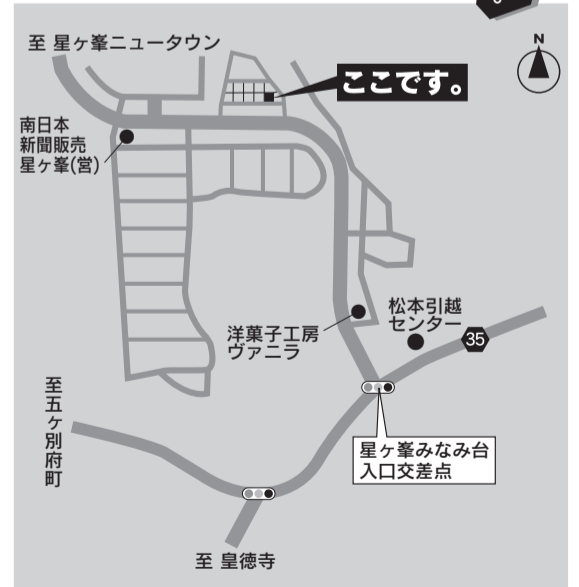 至 星ヶ峯ニュータウン
N
ここです。
南日本
新聞販売
星ヶ峯(営)
洋菓子工房
ヴァニラ
松本引越
センター
35
至五ヶ別府町
星ヶ峯みなみ台
入口交差点
至 皇徳寺